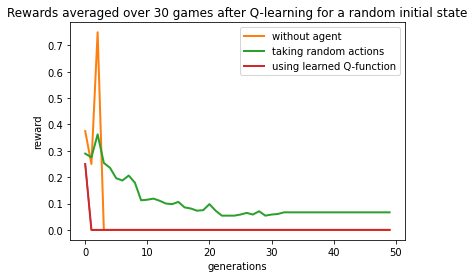 Rewards averaged over 30 games after Q-learning for a random initial state
without agent
taking random actions
using learned Q-function
reward
0.7
0.6
0.5
0.4
0.3
0.2
0.1
0.0
0 10 20 30 40 50
generations